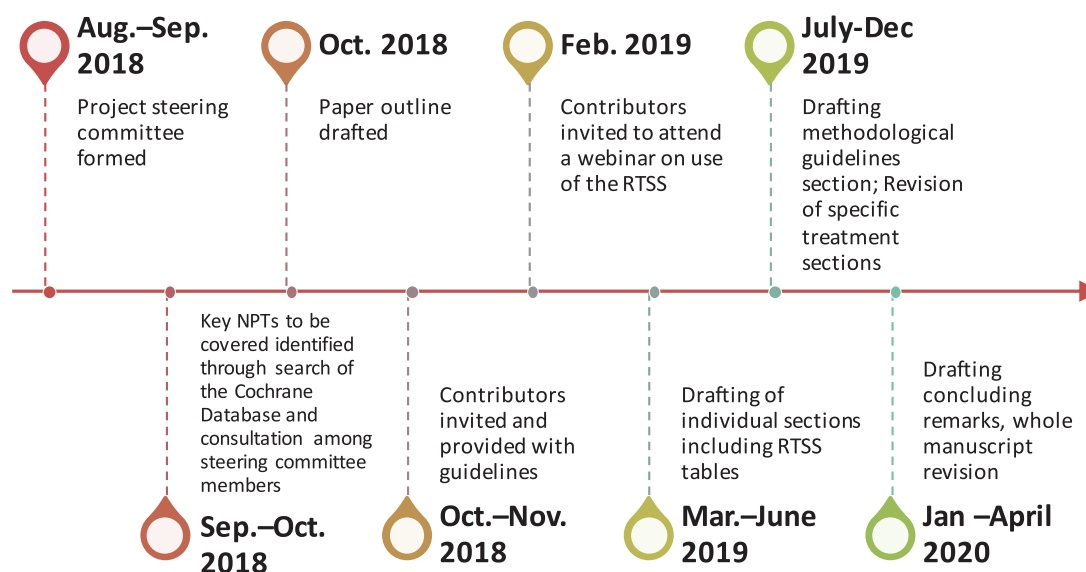 Aug.–Sep.
2018
Project steering
committee
formed
Oct. 2018
Paper outline
drafted
Feb. 2019
Contributors
invited to attend
a webinar on use
of the RTSS
July-Dec
2019
Drafting
methodological
guidelines
section; Revision
of specific
treatment
sections
Key NPTs to be
covered identified
through search of
the Cochrane
Database and
consultation among
steering committee
members
Sep.–Oct.
2018
Contributors
invited and
provided with
guidelines
Oct.–Nov.
2018
Drafting of
individual sections
including RTSS
tables
Mar.–June
2019
Drafting
concluding
remarks, whole
manuscript
revision
Jan –April
2020